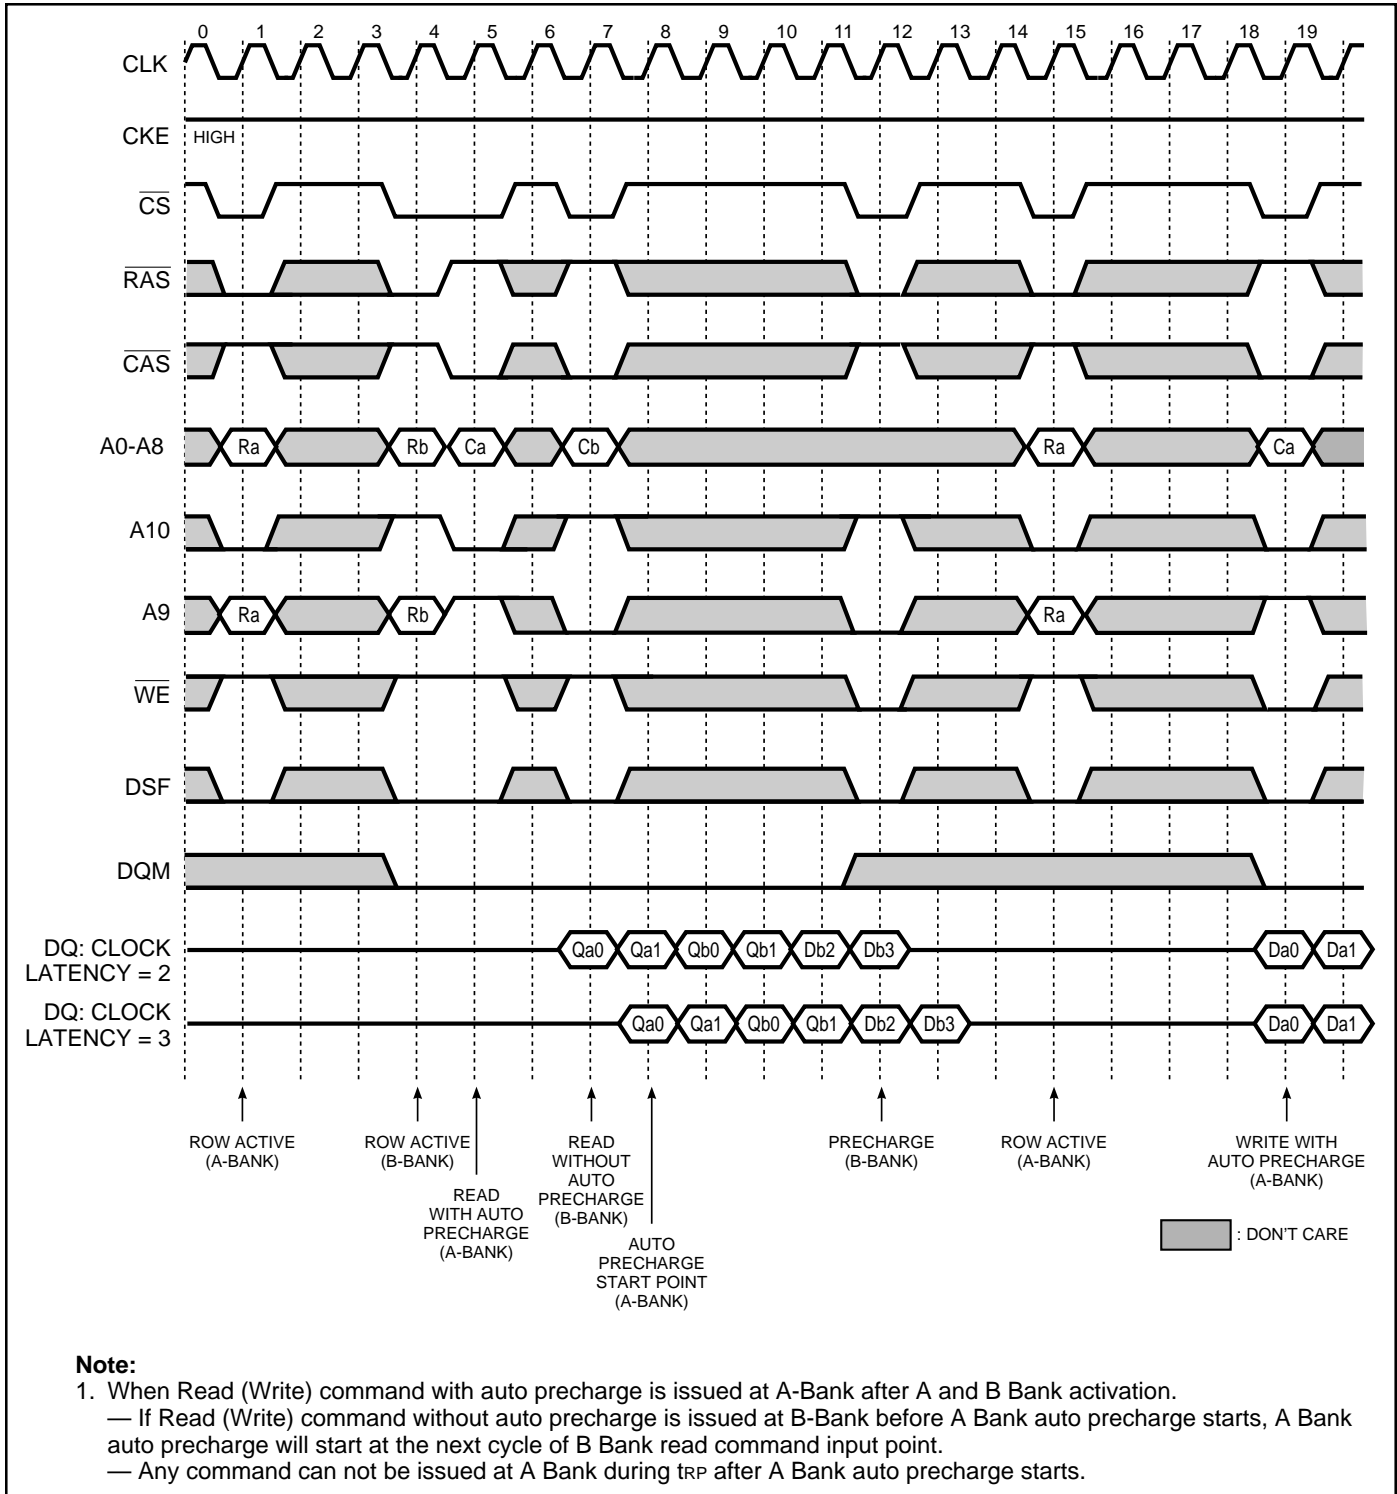 0 1 2 3 4 5 6 7 8 9 10 11 12 13 14 15 16 17 18 19
CLK
CKE HIGH
CS
RAS
CAS
A0-A8 Ra Rb Ca Cb Ra Ca
A10
A9 Ra Rb Ra
WE
DSF
DQM
DQ: CLOCK
LATENCY = 2
Qa0 Qa1 Qb0 Qb1 Db2 Db3 Da0 Da1
DQ: CLOCK
LATENCY = 3
Qa0 Qa1 Qb0 Qb1 Db2 Db3 Da0 Da1
ROW ACTIVE
(A-BANK)
ROW ACTIVE
(B-BANK)
READ
WITH AUTO
PRECHARGE
(A-BANK)
READ
WITHOUT
AUTO
PRECHARGE
(B-BANK)
AUTO
PRECHARGE
START POINT
(A-BANK)
PRECHARGE
(B-BANK)
ROW ACTIVE
(A-BANK)
WRITE WITH
AUTO PRECHARGE
(A-BANK)
: DON'T CARE
Note:
1. When Read (Write) command with auto precharge is issued at A-Bank after A and B Bank activation.
— If Read (Write) command without auto precharge is issued at B-Bank before A Bank auto precharge starts, A Bank
auto precharge will start at the next cycle of B Bank read command input point.
— Any command can not be issued at A Bank during tRP after A Bank auto precharge starts.